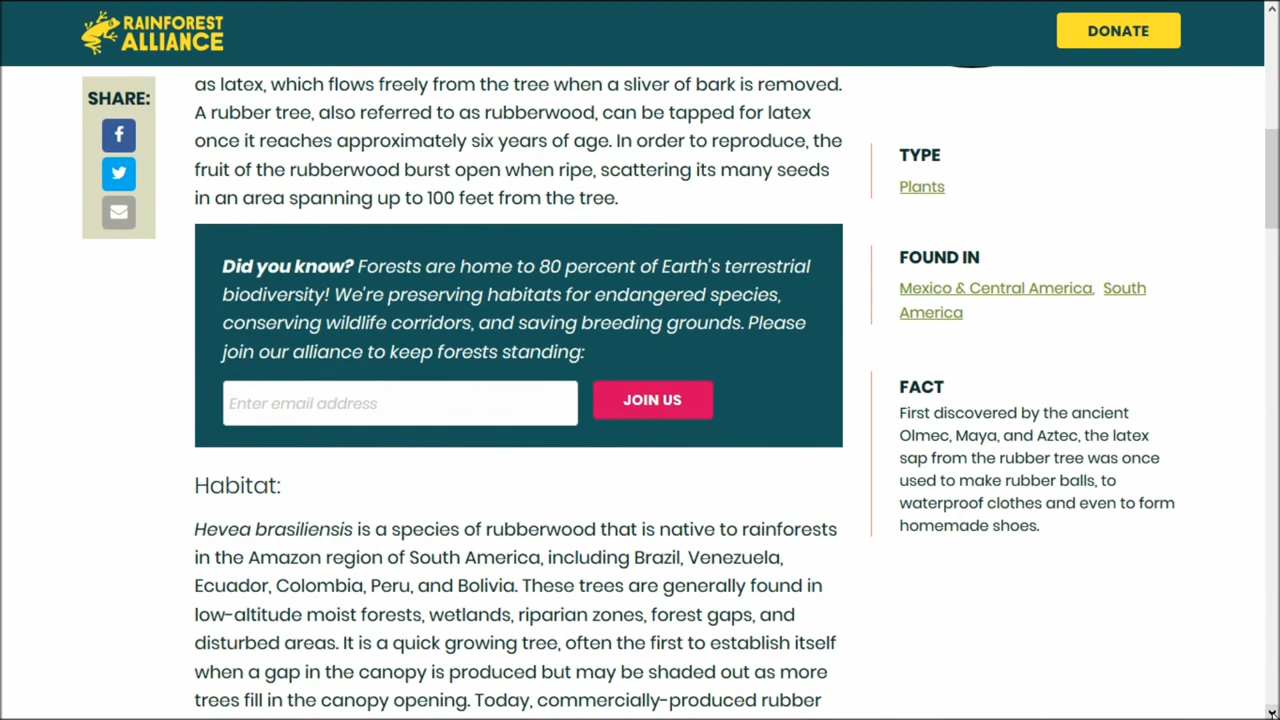 RAINFOREST
ALLIANCE
DONATE
SHARE:
as latex, which flows freely from the tree when a sliver of bark is removed.
A rubber tree, also referred to as rubberwood, can be tapped for latex
once it reaches approximately six years of age. In order to reproduce, the
fruit of the rubberwood burst open when ripe, scattering its many seeds
in an area spanning up to 100 feet from the tree.
Did you know? Forests are home to 80 percent of Earth's terrestrial
biodiversity! We're preserving habitats for endangered species,
conserving wildlife corridors, and saving breeding grounds. Please
join our alliance to keep forests standing:
Enter email address
JOIN US
Habitat:
Hevea brasiliensis is a species of rubberwood that is native to rainforests
in the Amazon region of South America, including Brazil, Venezuela,
Ecuador, Colombia, Peru, and Bolivia. These trees are generally found in
low-altitude moist forests, wetlands, riparian zones, forest gaps, and
disturbed areas. It is a quick growing tree, often the first to establish itself
when a gap in the canopy is produced but may be shaded out as more
trees fill in the canopy opening. Today, commercially-produced rubber
TYPE
Plants
FOUND IN
Mexico & Central America, South
America
FACT
First discovered by the ancient
Olmec, Maya, and Aztec, the latex
sap from the rubber tree was once
used to make rubber balls, to
waterproof clothes and even to form
homemade shoes.